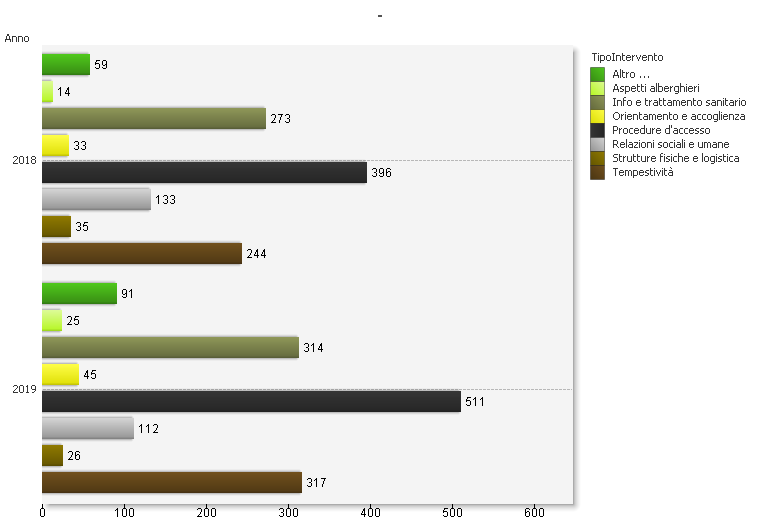 -
Anno
TipoIntervento
Altro ...
Aspetti alberghieri
Info e trattamento sanitario
Orientamento e accoglienza
Procedure d'accesso
Relazioni sociali e umane
Strutture fisiche e logistica
Tempestività
2018
59
14
273
33
396
133
35
244
2019
91
25
314
45
511
112
26
317
0 100 200 300 400 500 600